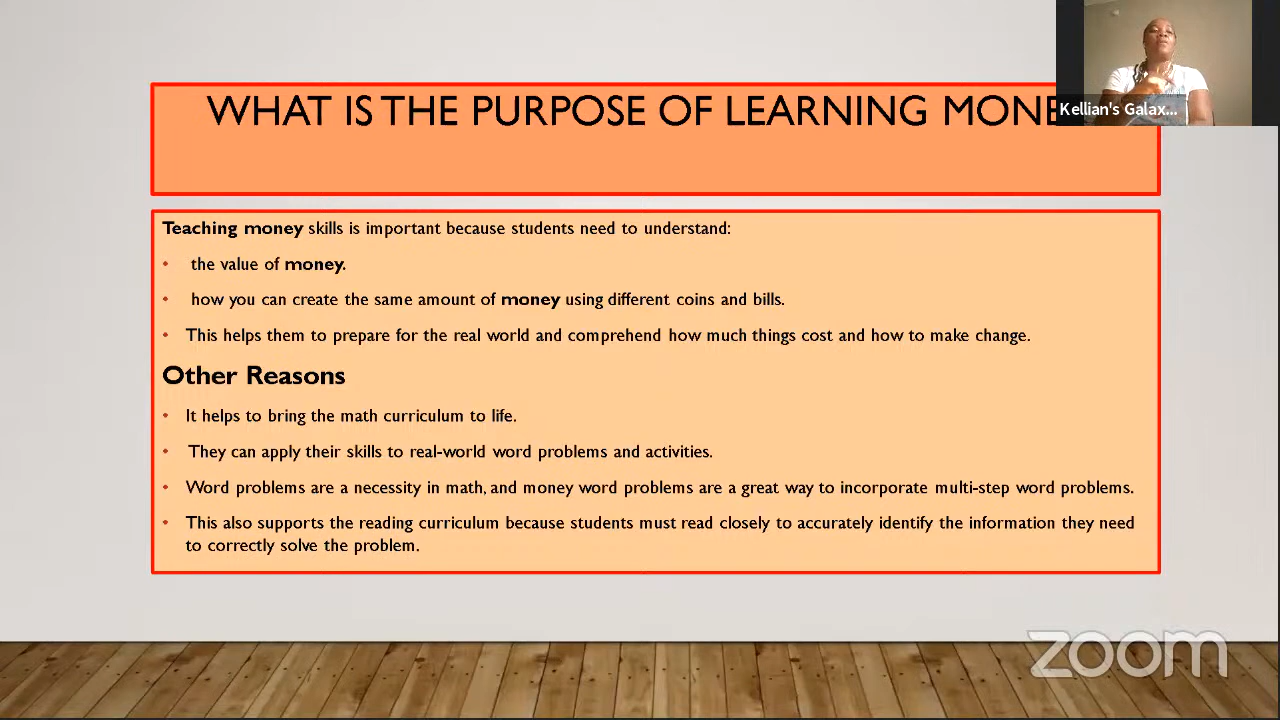 WHAT IS THE PURPOSE OF LEARNING MONE
Kellian's Galax...
Teaching money skills is important because students need to understand:
• the value of money.
• how you can create the same amount of money using different coins and bills.
• This helps them to prepare for the real world and comprehend how much things cost and how to make change.
Other Reasons
• It helps to bring the math curriculum to life.
• They can apply their skills to real-world word problems and activities.
• Word problems are a necessity in math, and money word problems are a great way to incorporate multi-step word problems.
• This also supports the reading curriculum because students must read closely to accurately identify the information they need
to correctly solve the problem.
zoom